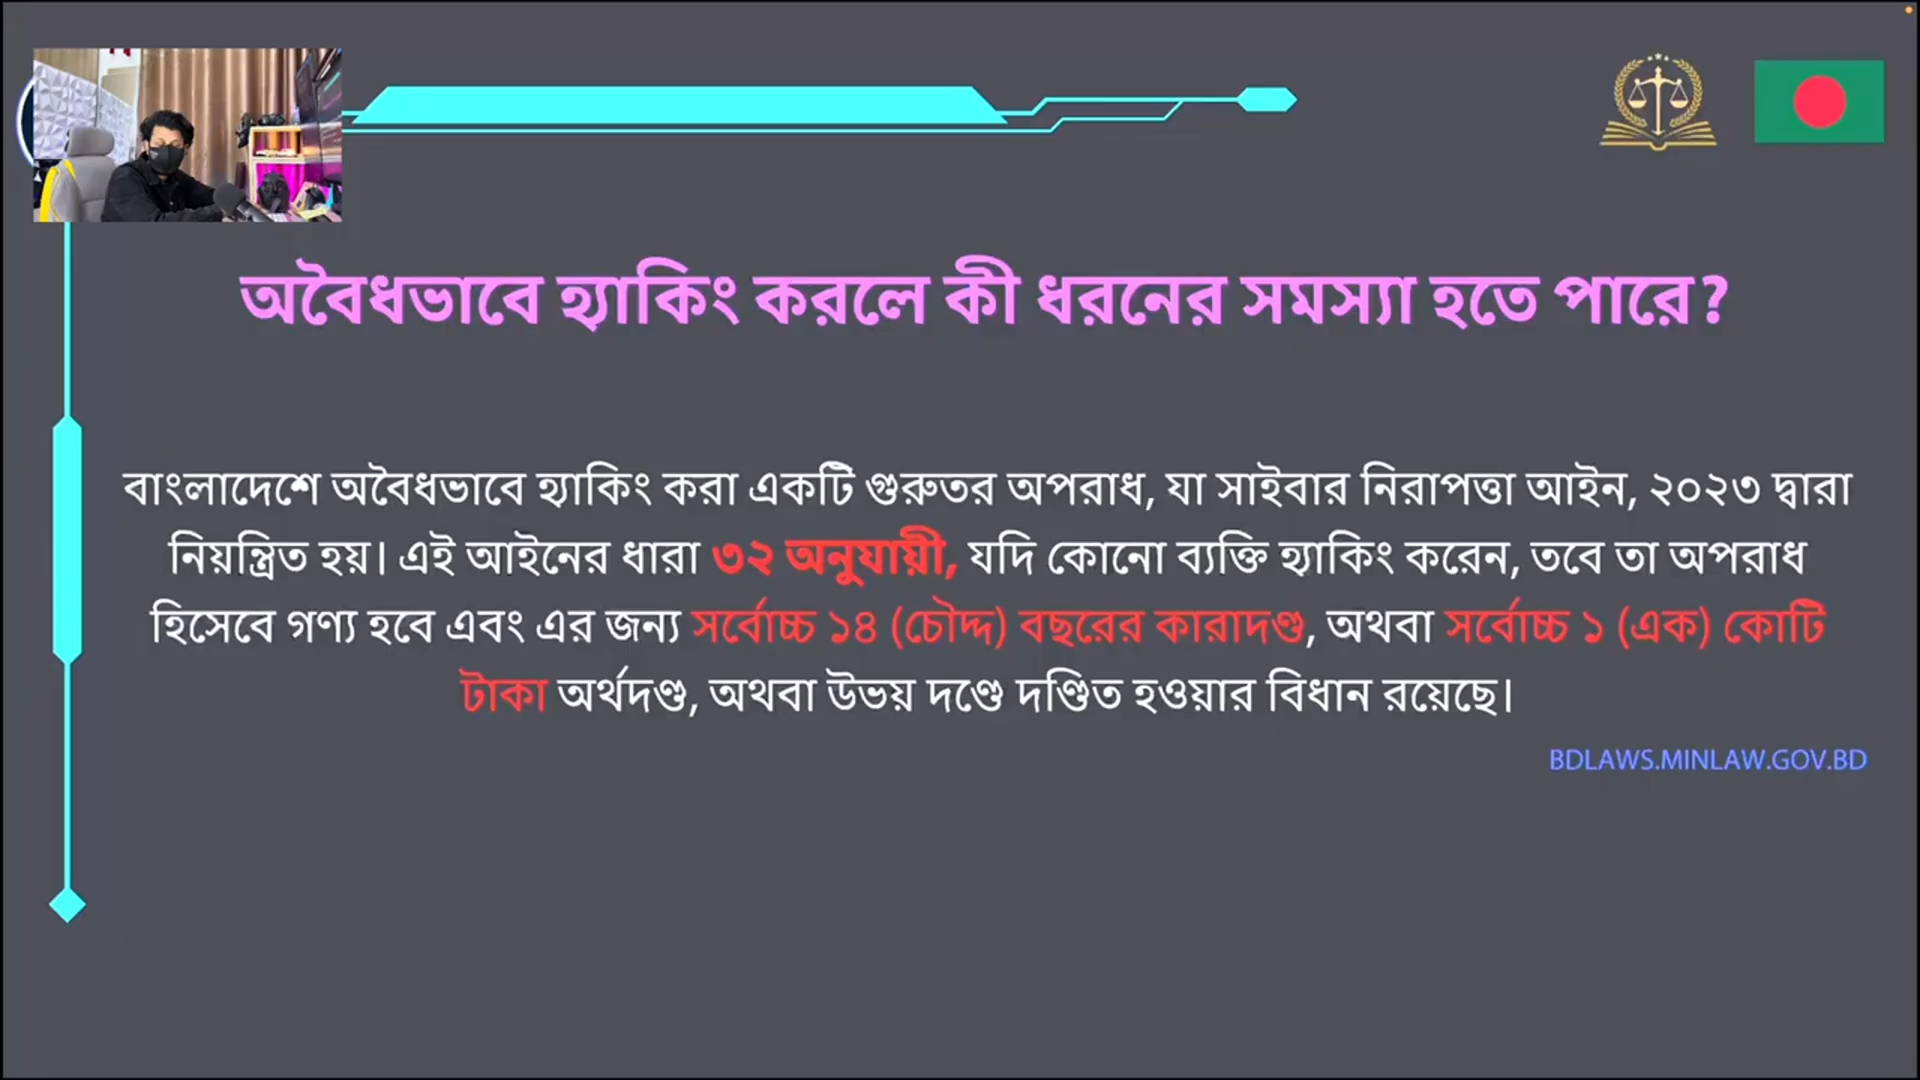 অবৈধভাবে হ্যাকিং করলে কী ধরনের সমস্যা হতে পারে?
বাংলাদেশে অবৈধভাবে হ্যাকিং করা একটি গুরুতর অপরাধ, যা সাইবার নিরাপত্তা আইন, ২০২৩ দ্বারা
নিয়ন্ত্রিত হয়। এই আইনের ধারা ৩২ অনুযায়ী, যদি কোনো ব্যক্তি হ্যাকিং করেন, তবে তা অপরাধ
হিসেবে গণ্য হবে এবং এর জন্য সর্বোচ্চ ১৪ (চৌদ্দ) বছরের কারাদণ্ড, অথবা সর্বোচ্চ ১ (এক) কোটি
টাকা অর্থদণ্ড, অথবা উভয় দণ্ডে দণ্ডিত হওয়ার বিধান রয়েছে।
BDLAWS.MINLAW.GOV.BD